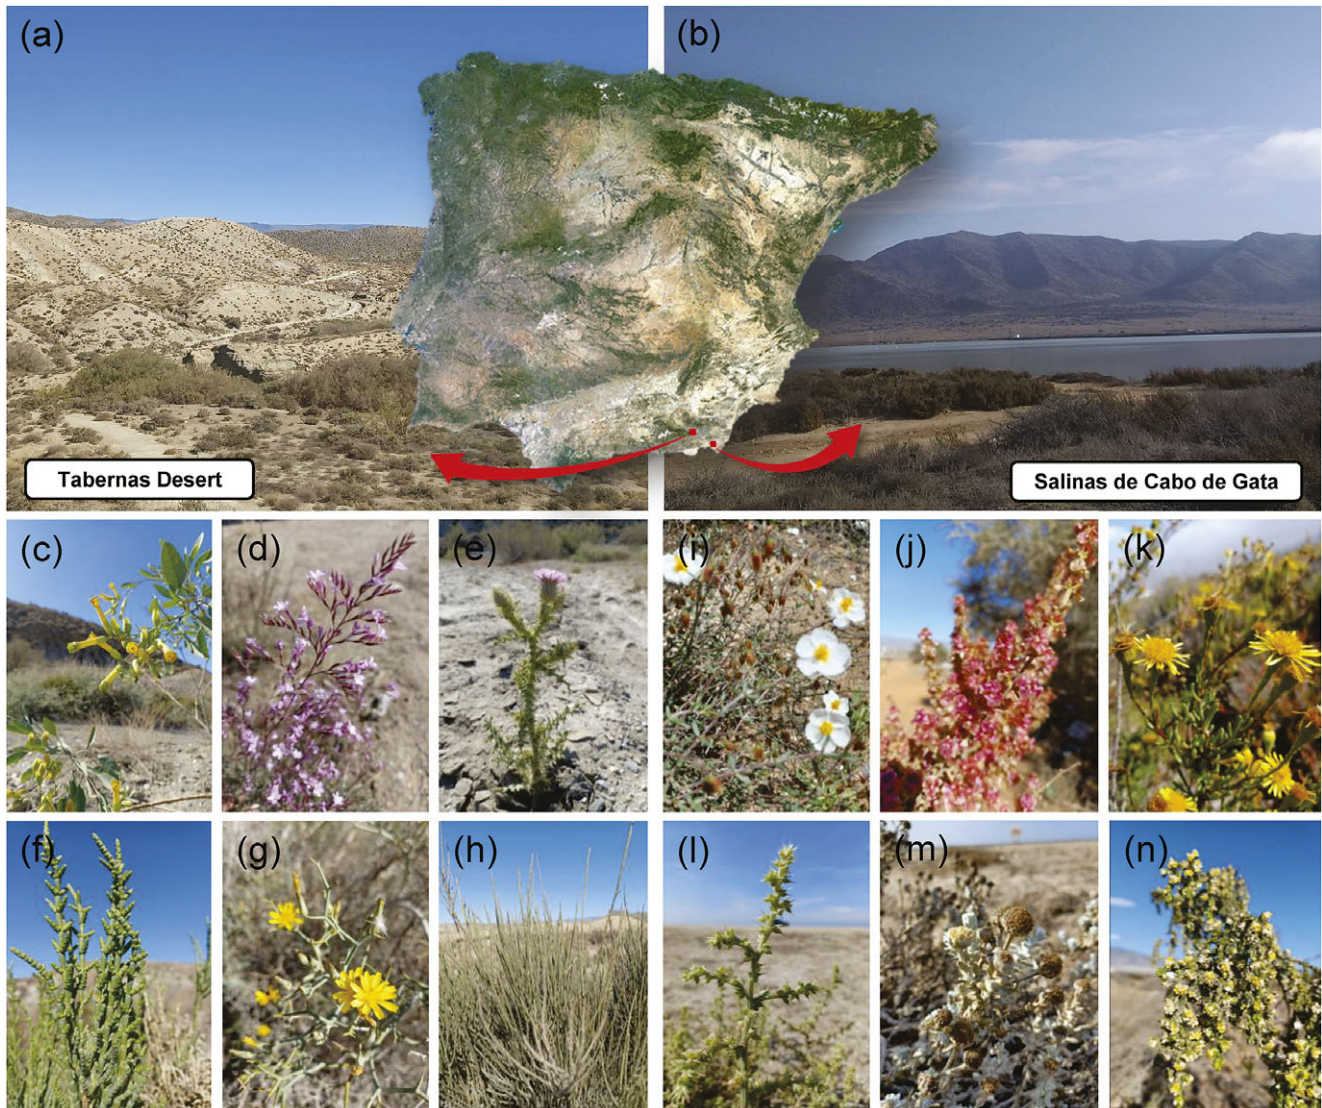 (a)
(b)
Tabernas Desert
Salinas de Cabo de Gata
(c)
(d)
(e)
(i)
(j)
(k)
(f)
(g)
(h)
(l)
(m)
(n)